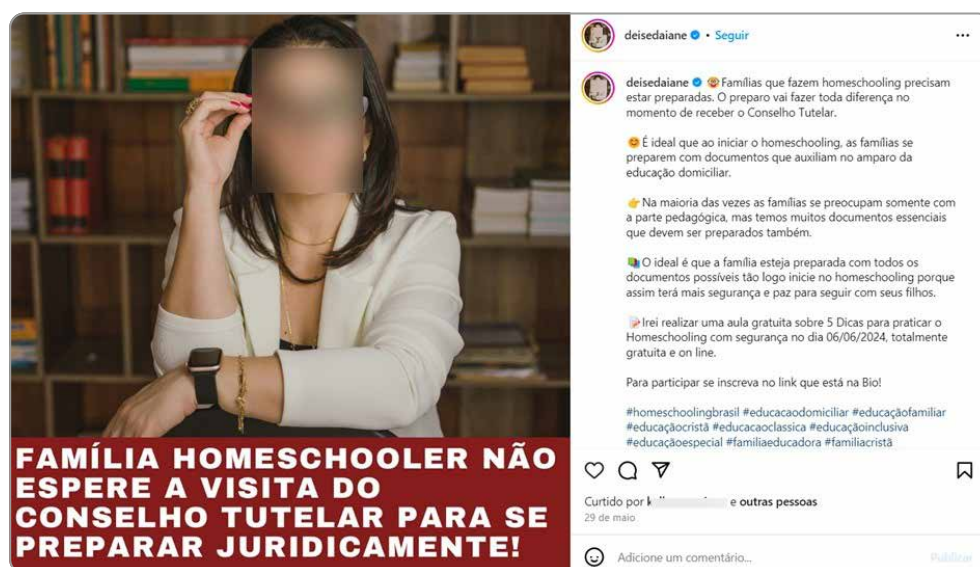 FAMÍLIA HOMESCHOOLER NÃO
ESPERE A VISITA DO
CONSELHO TUTELAR PARA SE
PREPARAR JURIDICAMENTE!
deisedaiane • Seguir
deisedaiane Famílias que fazem homeschooling precisam
estar preparadas. O preparo vai fazer toda diferença no
momento de receber o Conselho Tutelar.
É ideal que ao iniciar o homeschooling, as famílias se
preparem com documentos que auxiliam no amparo da
educação domiciliar.
Na maioria das vezes as famílias se preocupam somente com
a parte pedagógica, mas temos muitos documentos essenciais
que devem ser preparados também.
O ideal é que a família esteja preparada com todos os
documentos possíveis tão logo inicie no homeschooling porque
assim terá mais segurança e paz para seguir com seus filhos.
Irei realizar uma aula gratuita sobre 5 Dicas para praticar o
Homeschooling com segurança no dia 06/06/2024, totalmente
gratuita e on line.
Para participar se inscreva no link que está na Bio!
#homeschoolingbrasil #educacaodomiciliar #educaçãofamiliar
#educaçãocristã #educacaoclassica #educaçãoinclusiva
#educaçãoespecial #familiaeducadora #familiacristã
Curtido por e outras pessoas
29 de maio
Adicione um comentário...
Publicar